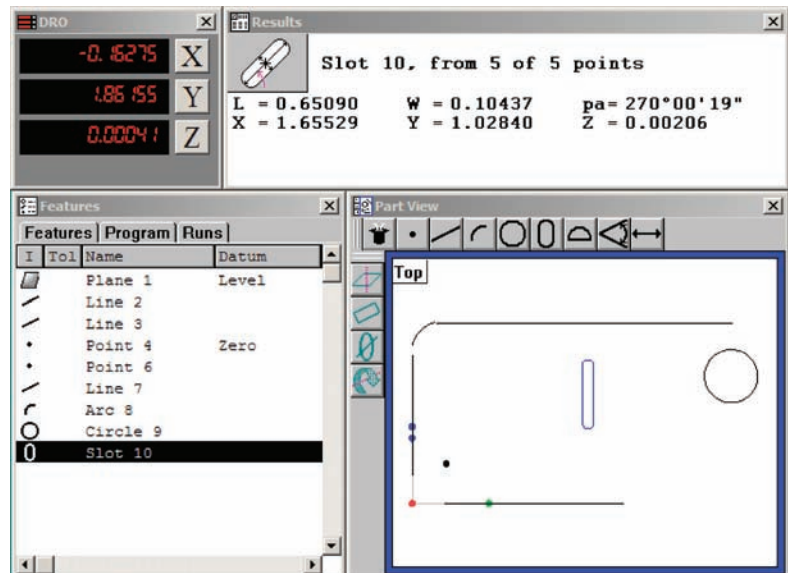 DRO
-0.16275 X
1.86155 Y
0.00041 Z
Results
Slot 10, from 5 of 5 points
L = 0.65090 W = 0.10437 pa= 270°00'19"
X = 1.65529 Y = 1.02840 Z = 0.00206
Features
Features Program Runs
I Tol Name Datum
Plane 1 Level
Line 2
Line 3
Point 4 Zero
Point 6
Line 7
Arc 8
Circle 9
Slot 10
Part View
Top